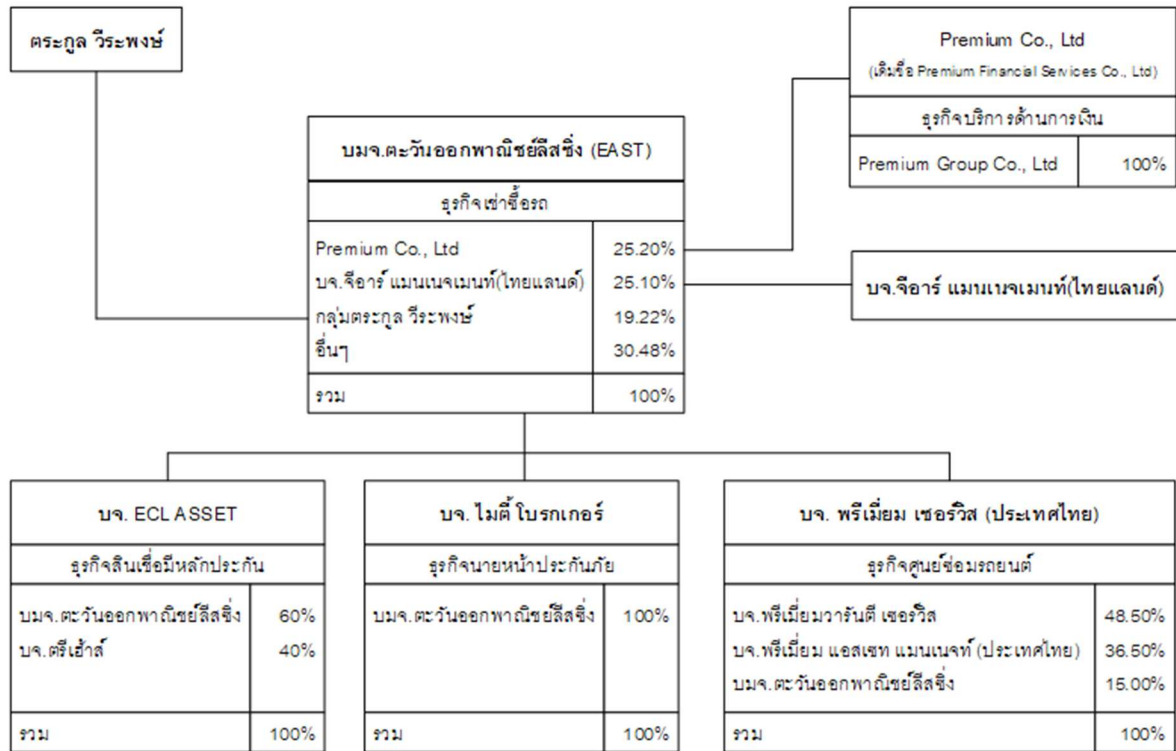 ตระกูล วีระพงษ์
Premium Co., Ltd
(เดิมชื่อ Premium Financial Services Co., Ltd)
ธุรกิจบริการด้านการเงิน
Premium Group Co., Ltd 100%
บมจ.ตะวันออกพาณิชย์ลีสซิ่ง (EAST)
ธุรกิจเช่าซื้อรถ
Premium Co., Ltd 25.20%
บจ.จีอาร์ แมนเนจเมนท์(ไทยแลนด์) 25.10%
กลุ่มตระกูล วีระพงษ์ 19.22%
อื่นๆ 30.48%
รวม 100%
บจ.จีอาร์ แมนเนจเมนท์(ไทยแลนด์)
บจ. ECL ASSET
ธุรกิจสินเชื่อมีหลักประกัน
บมจ.ตะวันออกพาณิชย์ลีสซิ่ง 60%
บจ.ตรีเฮ้าส์ 40%
รวม 100%
บจ. ไมตี้ โบรกเกอร์
ธุรกิจนายหน้าประกันภัย
บมจ.ตะวันออกพาณิชย์ลีสซิ่ง 100%
รวม 100%
บจ. พรีเมี่ยม เซอร์วิส (ประเทศไทย)
ธุรกิจศูนย์ซ่อมรถยนต์
บจ.พรีเมี่ยมวารันตี เซอร์วิส 48.50%
บจ.พรีเมี่ยม แอสเซท แมนเนจท์ (ประเทศไทย) 36.50%
บมจ.ตะวันออกพาณิชย์ลีสซิ่ง 15.00%
รวม 100%